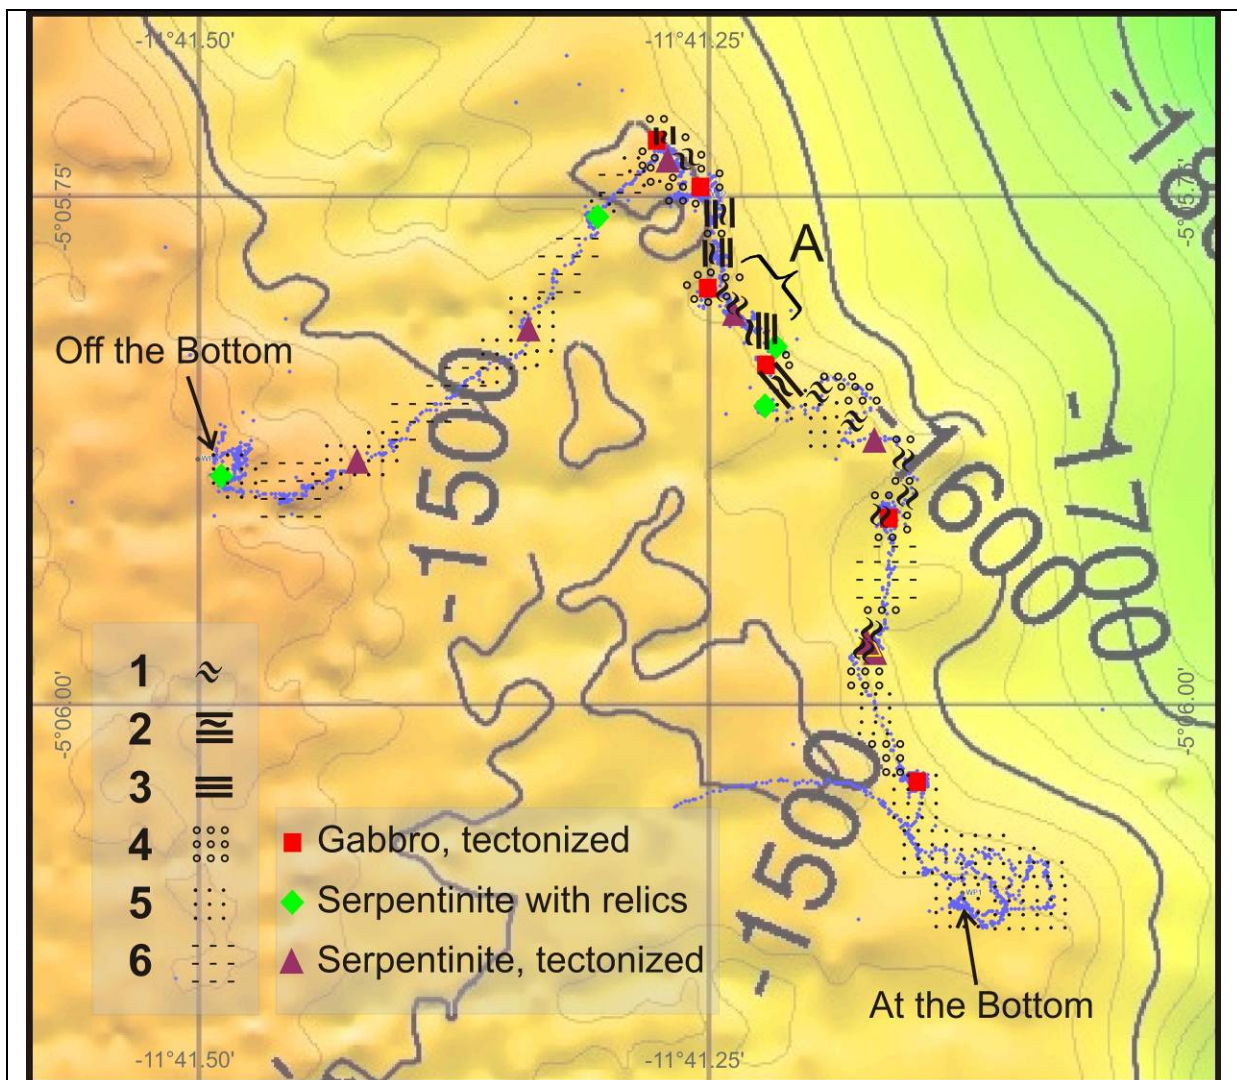 -11°41.50'
-11°41.25'
-18
-5°05.75'
-5°05.75'
A
Off the Bottom
-1500
-1600
-1700
1
2
3
4
5
6
Gabbro, tectonized
Serpentinite with relics
Serpentinite, tectonized
-5°06.00'
-5°06.00'
-1500
WP1
At the Bottom
-11°41.50'
-11°41.25'